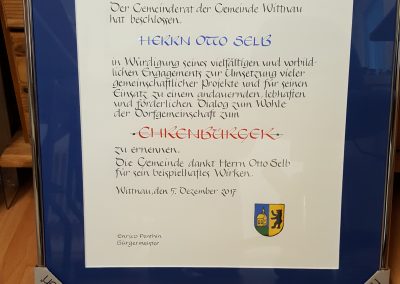 Der Gemeinderat der Gemeinde Wittnau
hat beschlossen,
HERRN OTTO SELB
in Würdigung seines vielfältigen und vorbild-
lichen Engagements zur Umsetzung vieler
gemeinschaftlicher Projekte und für seinen
Einsatz zu einem andauernden, lebhaften
und förderlichen Dialog zum Wohle
der Dorfgemeinschaft zum
EHRENBÜRGER
zu ernennen.
Die Gemeinde dankt Herrn Otto Selb
für sein beispielhaftes Wirken.
Wittnau, den 5. Dezember 2017
Enrico Penthin
Bürgermeister